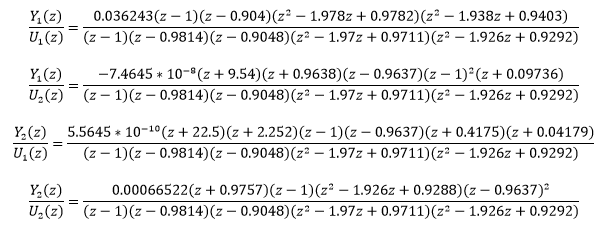 Y₁(z)/U₁(z) = 0.036243(z − 1)(z − 0.904)(z² − 1.978z + 0.9782)(z² − 1.938z + 0.9403)/(z − 1)(z − 0.9814)(z − 0.9048)(z² − 1.97z + 0.9711)(z² − 1.926z + 0.9292)
Y₁(z)/U₂(z) = −7.4645 * 10⁻⁸(z + 9.54)(z + 0.9638)(z − 0.9637)(z − 1)²(z + 0.09736)/(z − 1)(z − 0.9814)(z − 0.9048)(z² − 1.97z + 0.9711)(z² − 1.926z + 0.9292)
Y₂(z)/U₁(z) = 5.5645 * 10⁻¹⁰(z + 22.5)(z + 2.252)(z − 1)(z − 0.9637)(z + 0.4175)(z + 0.04179)/(z − 1)(z − 0.9814)(z − 0.9048)(z² − 1.97z + 0.9711)(z² − 1.926z + 0.9292)
Y₂(z)/U₂(z) = 0.00066522(z + 0.9757)(z − 1)(z² − 1.926z + 0.9288)(z − 0.9637)²/(z − 1)(z − 0.9814)(z − 0.9048)(z² − 1.97z + 0.9711)(z² − 1.926z + 0.9292)